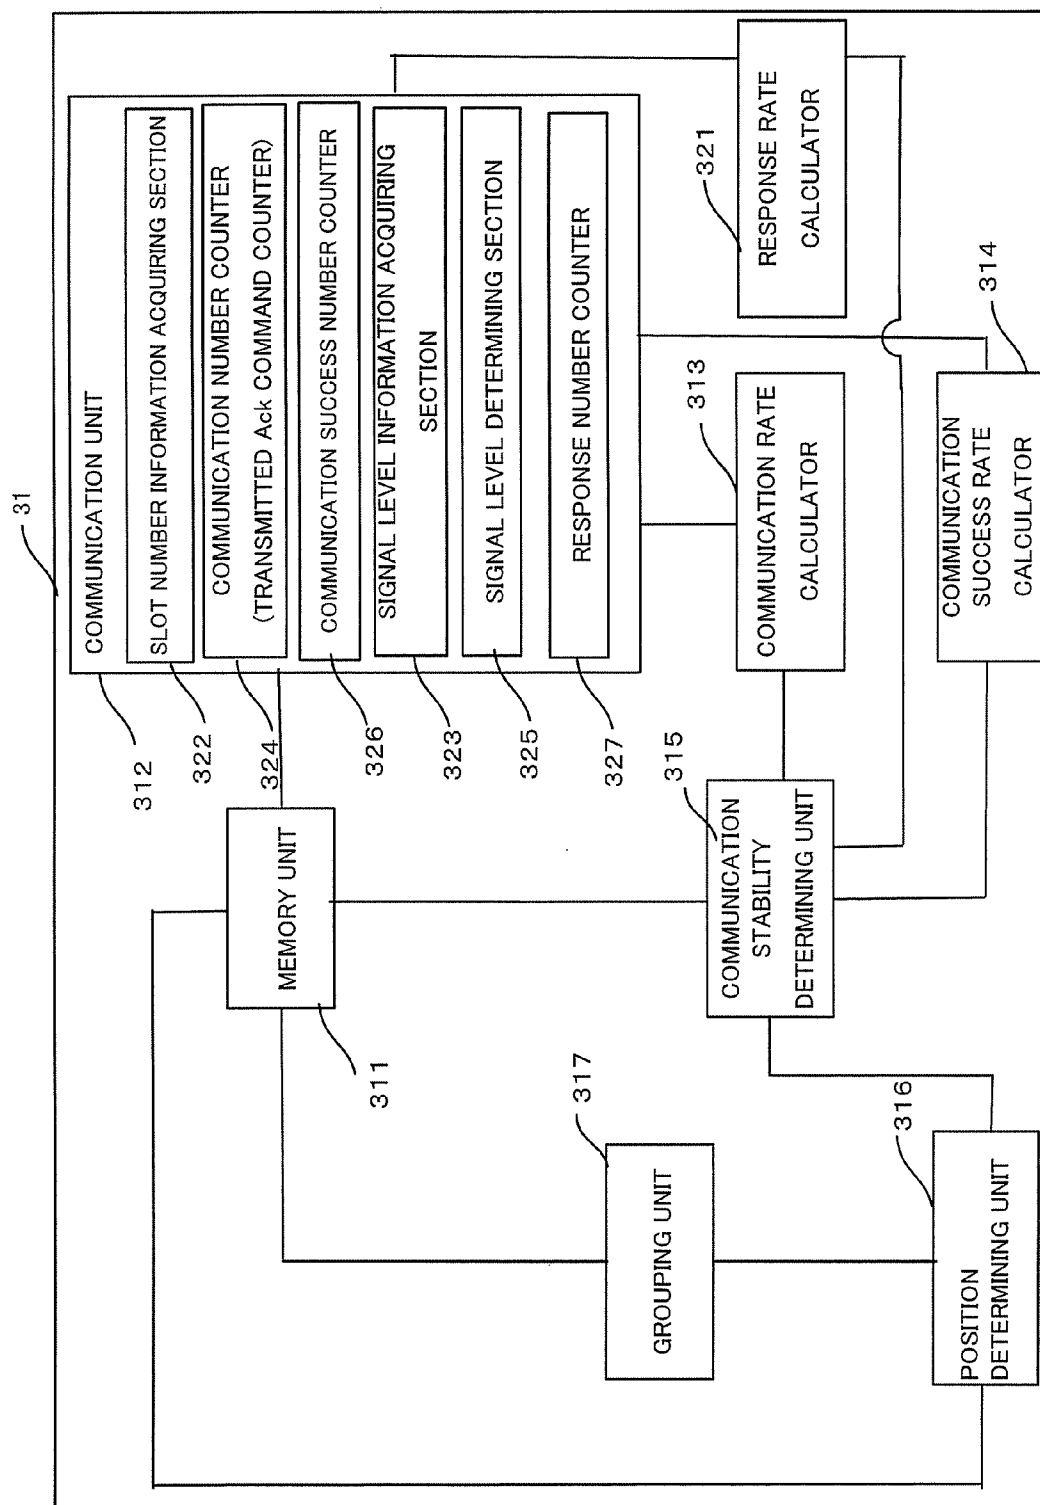 31
COMMUNICATION UNIT
SLOT NUMBER INFORMATION ACQUIRING SECTION
COMMUNICATION NUMBER COUNTER
(TRANSMITTED Ack COMMAND COUNTER)
COMMUNICATION SUCCESS NUMBER COUNTER
SIGNAL LEVEL INFORMATION ACQUIRING
SECTION
SIGNAL LEVEL DETERMINING SECTION
RESPONSE NUMBER COUNTER
312
322
324
326
323
325
327
321
RESPONSE RATE
CALCULATOR
313
COMMUNICATION RATE
CALCULATOR
314
COMMUNICATION
SUCCESS RATE
CALCULATOR
MEMORY UNIT
311
315
COMMUNICATION
STABILITY
DETERMINING UNIT
317
GROUPING UNIT
316
POSITION
DETERMINING UNIT